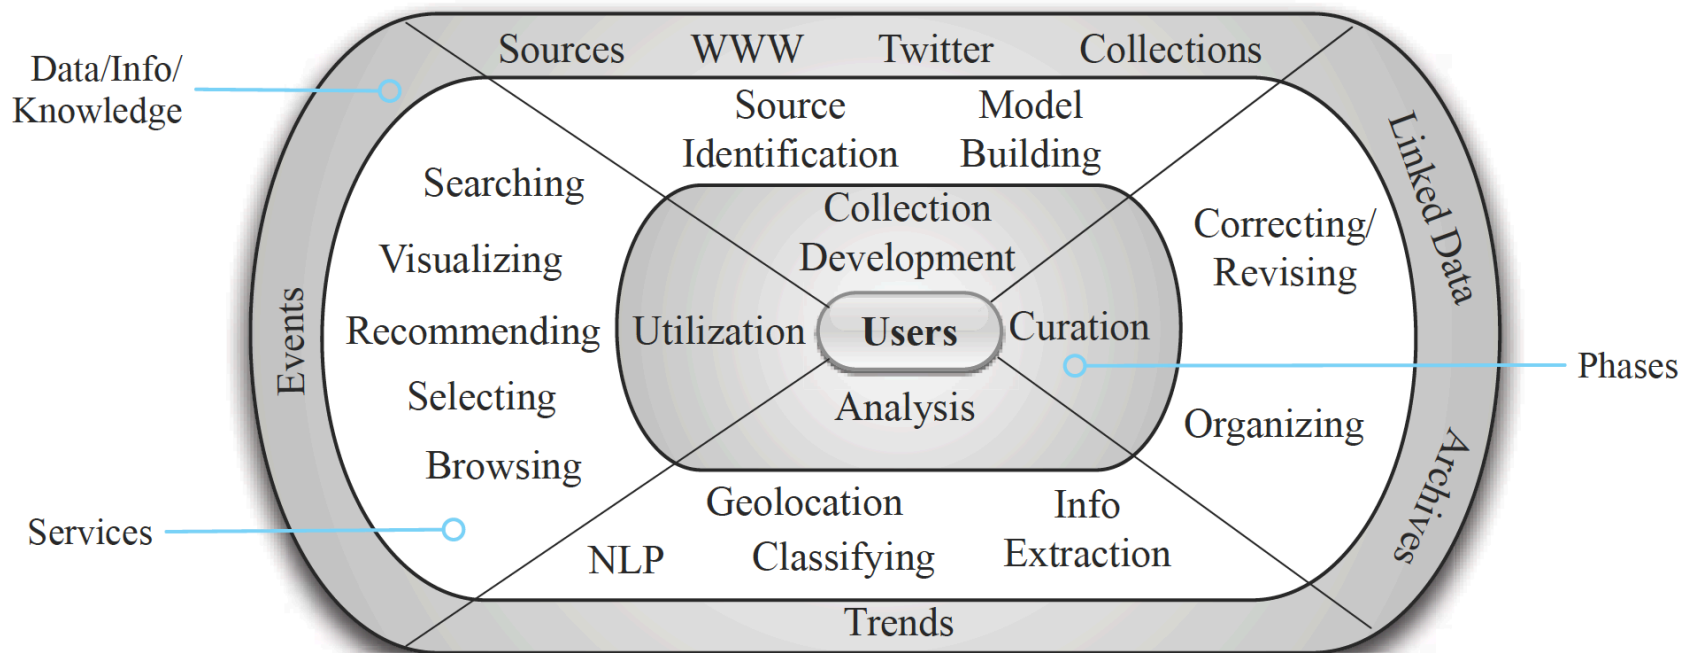 Sources WWW Twitter Collections
Data/Info/
Knowledge
Source
Identification
Model
Building
Searching
Visualizing
Recommending
Selecting
Browsing
Collection
Development
Correcting/
Revising
Linked Data
Events
Utilization
Users
Curation
Phases
Analysis
Organizing
Archives
Services
Geolocation
NLP
Classifying
Info
Extraction
Trends